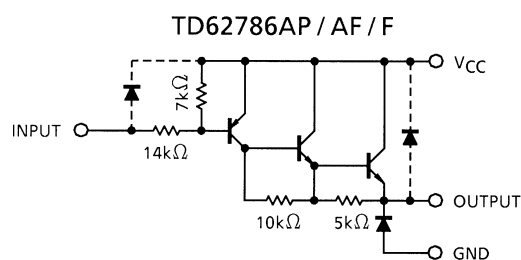 TD62786AP / AF / F
VCC
7kΩ
INPUT
14kΩ
10kΩ
5kΩ
OUTPUT
GND